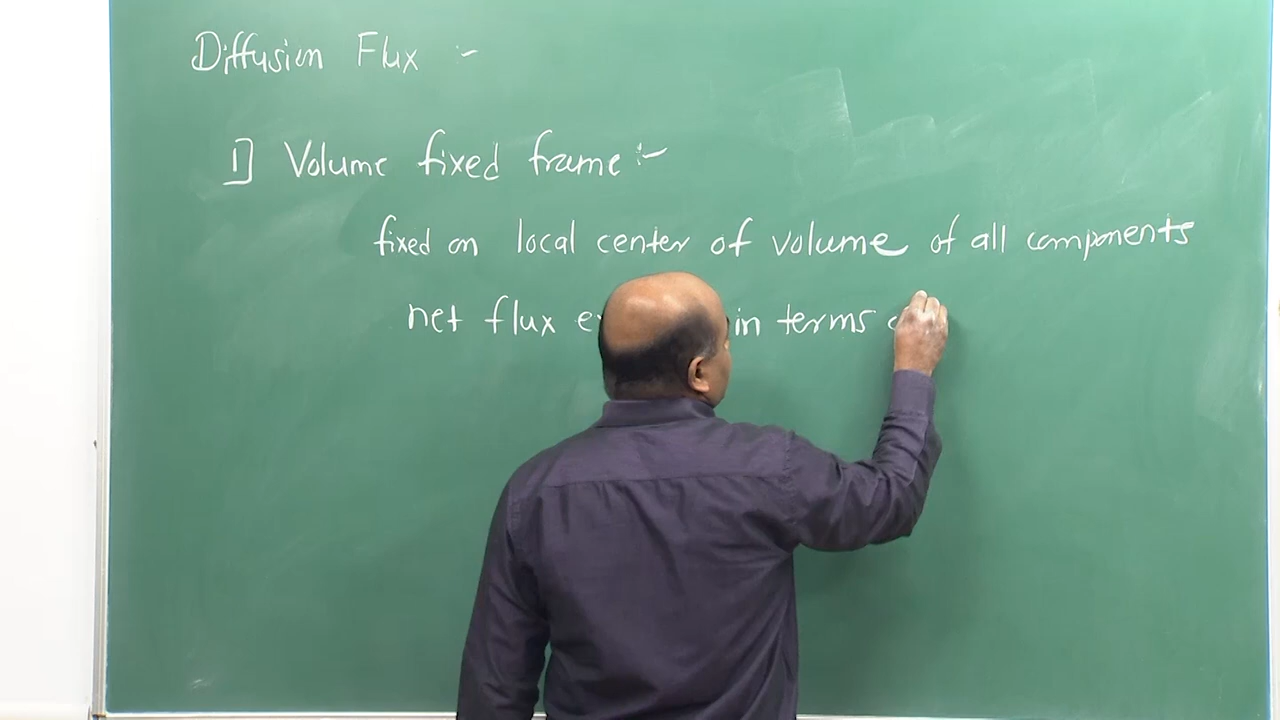 Diffusion Flux :-
1] Volume fixed frame :-
fixed on local center of volume of all components
net flux in terms